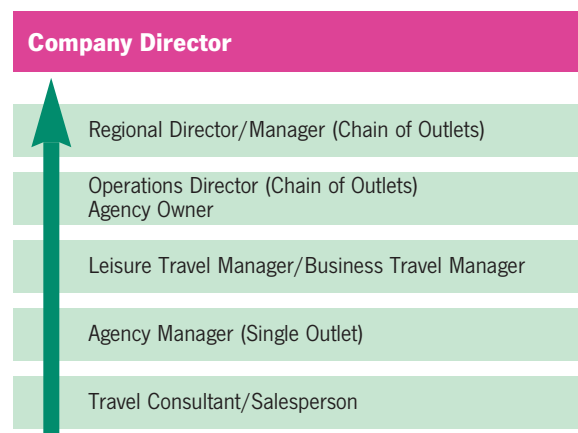 Company Director
Regional Director/Manager (Chain of Outlets)
Operations Director (Chain of Outlets)
Agency Owner
Leisure Travel Manager/Business Travel Manager
Agency Manager (Single Outlet)
Travel Consultant/Salesperson